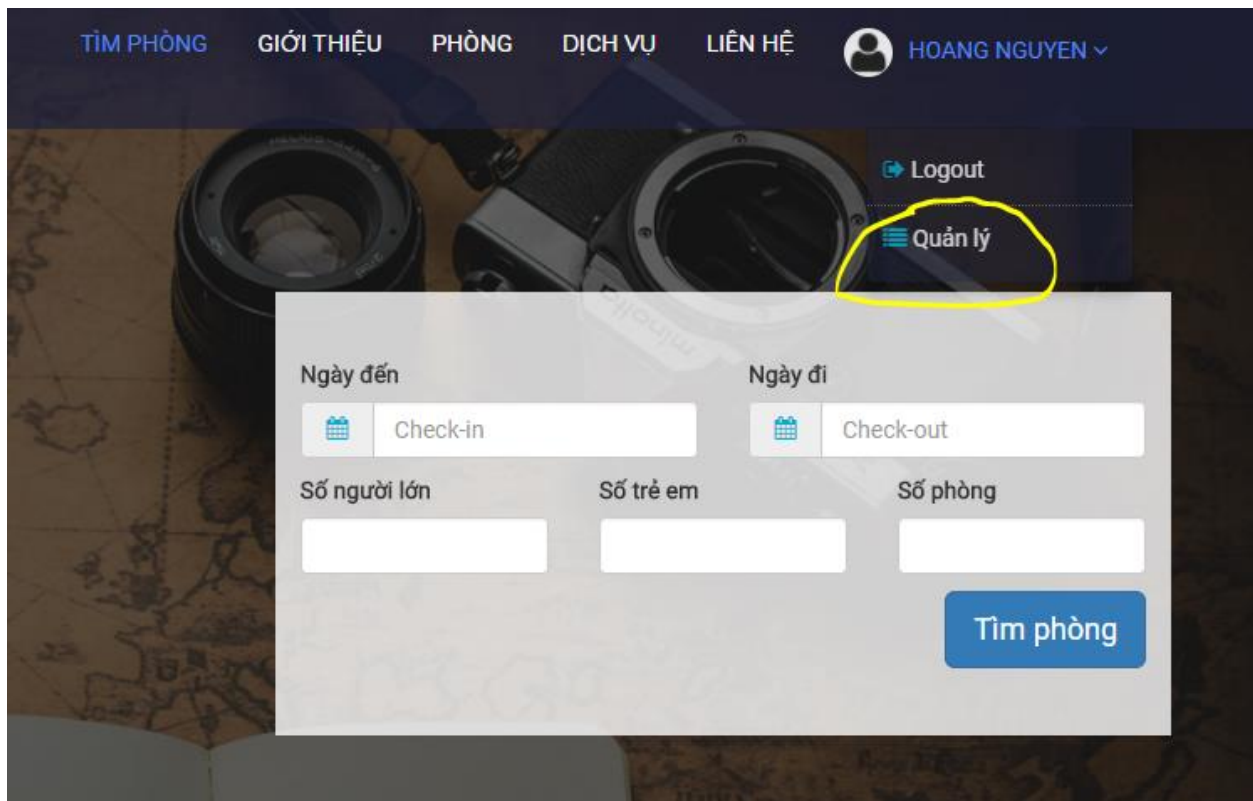 TÌM PHÒNG GIỚI THIỆU PHÒNG DỊCH VỤ LIÊN HỆ HOANG NGUYEN
Logout
Quản lý
minolta
Ngày đến Ngày đi
Check-in Check-out
Số người lớn Số trẻ em Số phòng
Tìm phòng